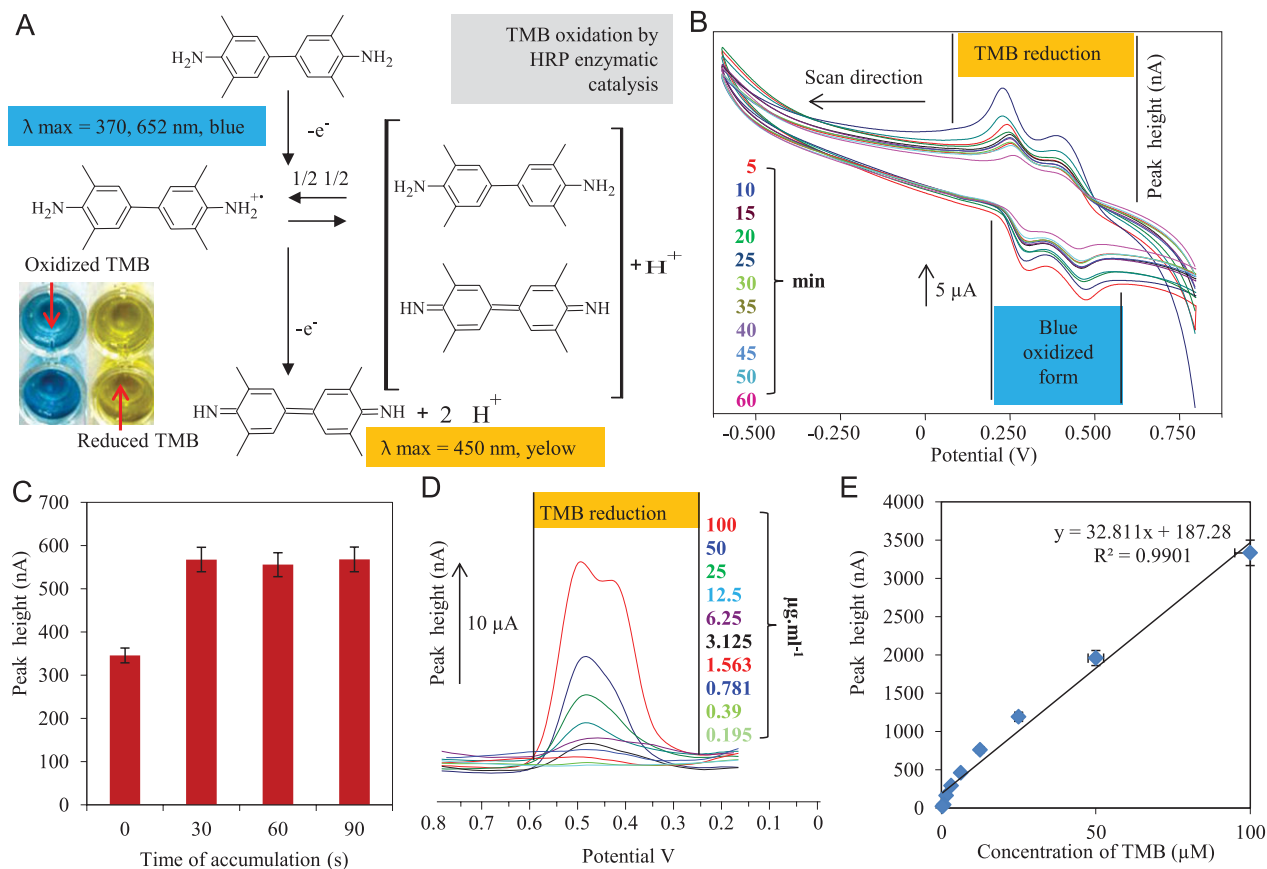 A
H₂N
NH₂
TMB oxidation by
HRP enzymatic
catalysis
λ max = 370, 652 nm, blue
-e⁻
1/2 1/2
H₂N
NH₂⁺•
H₂N
NH₂
HN
NH
+H⁺
Oxidized TMB
Reduced TMB
-e⁻
HN
NH
+ 2 H⁺
λ max = 450 nm, yelow
B
TMB reduction
Scan direction
Peak height (nA)
5
10
15
20
25
30
35
40
45
50
60
min
5 µA
Blue
oxidized
form
-0.500 -0.250 0.00 0.250 0.500 0.750
Potential (V)
C
Peak height (nA)
700
600
500
400
300
200
100
0
0 30 60 90
Time of accumulation (s)
D
TMB reduction
Peak height (nA)
10 µA
100
50
25
12.5
6.25
3.125
1.563
0.781
0.39
0.195
µg.ml⁻¹
0.8 0.7 0.6 0.5 0.4 0.3 0.2 0.1 0
Potential V
E
Peak height (nA)
4000
3500
3000
2500
2000
1500
1000
500
0
y = 32.811x + 187.28
R² = 0.9901
0 50 100
Concentration of TMB (µM)